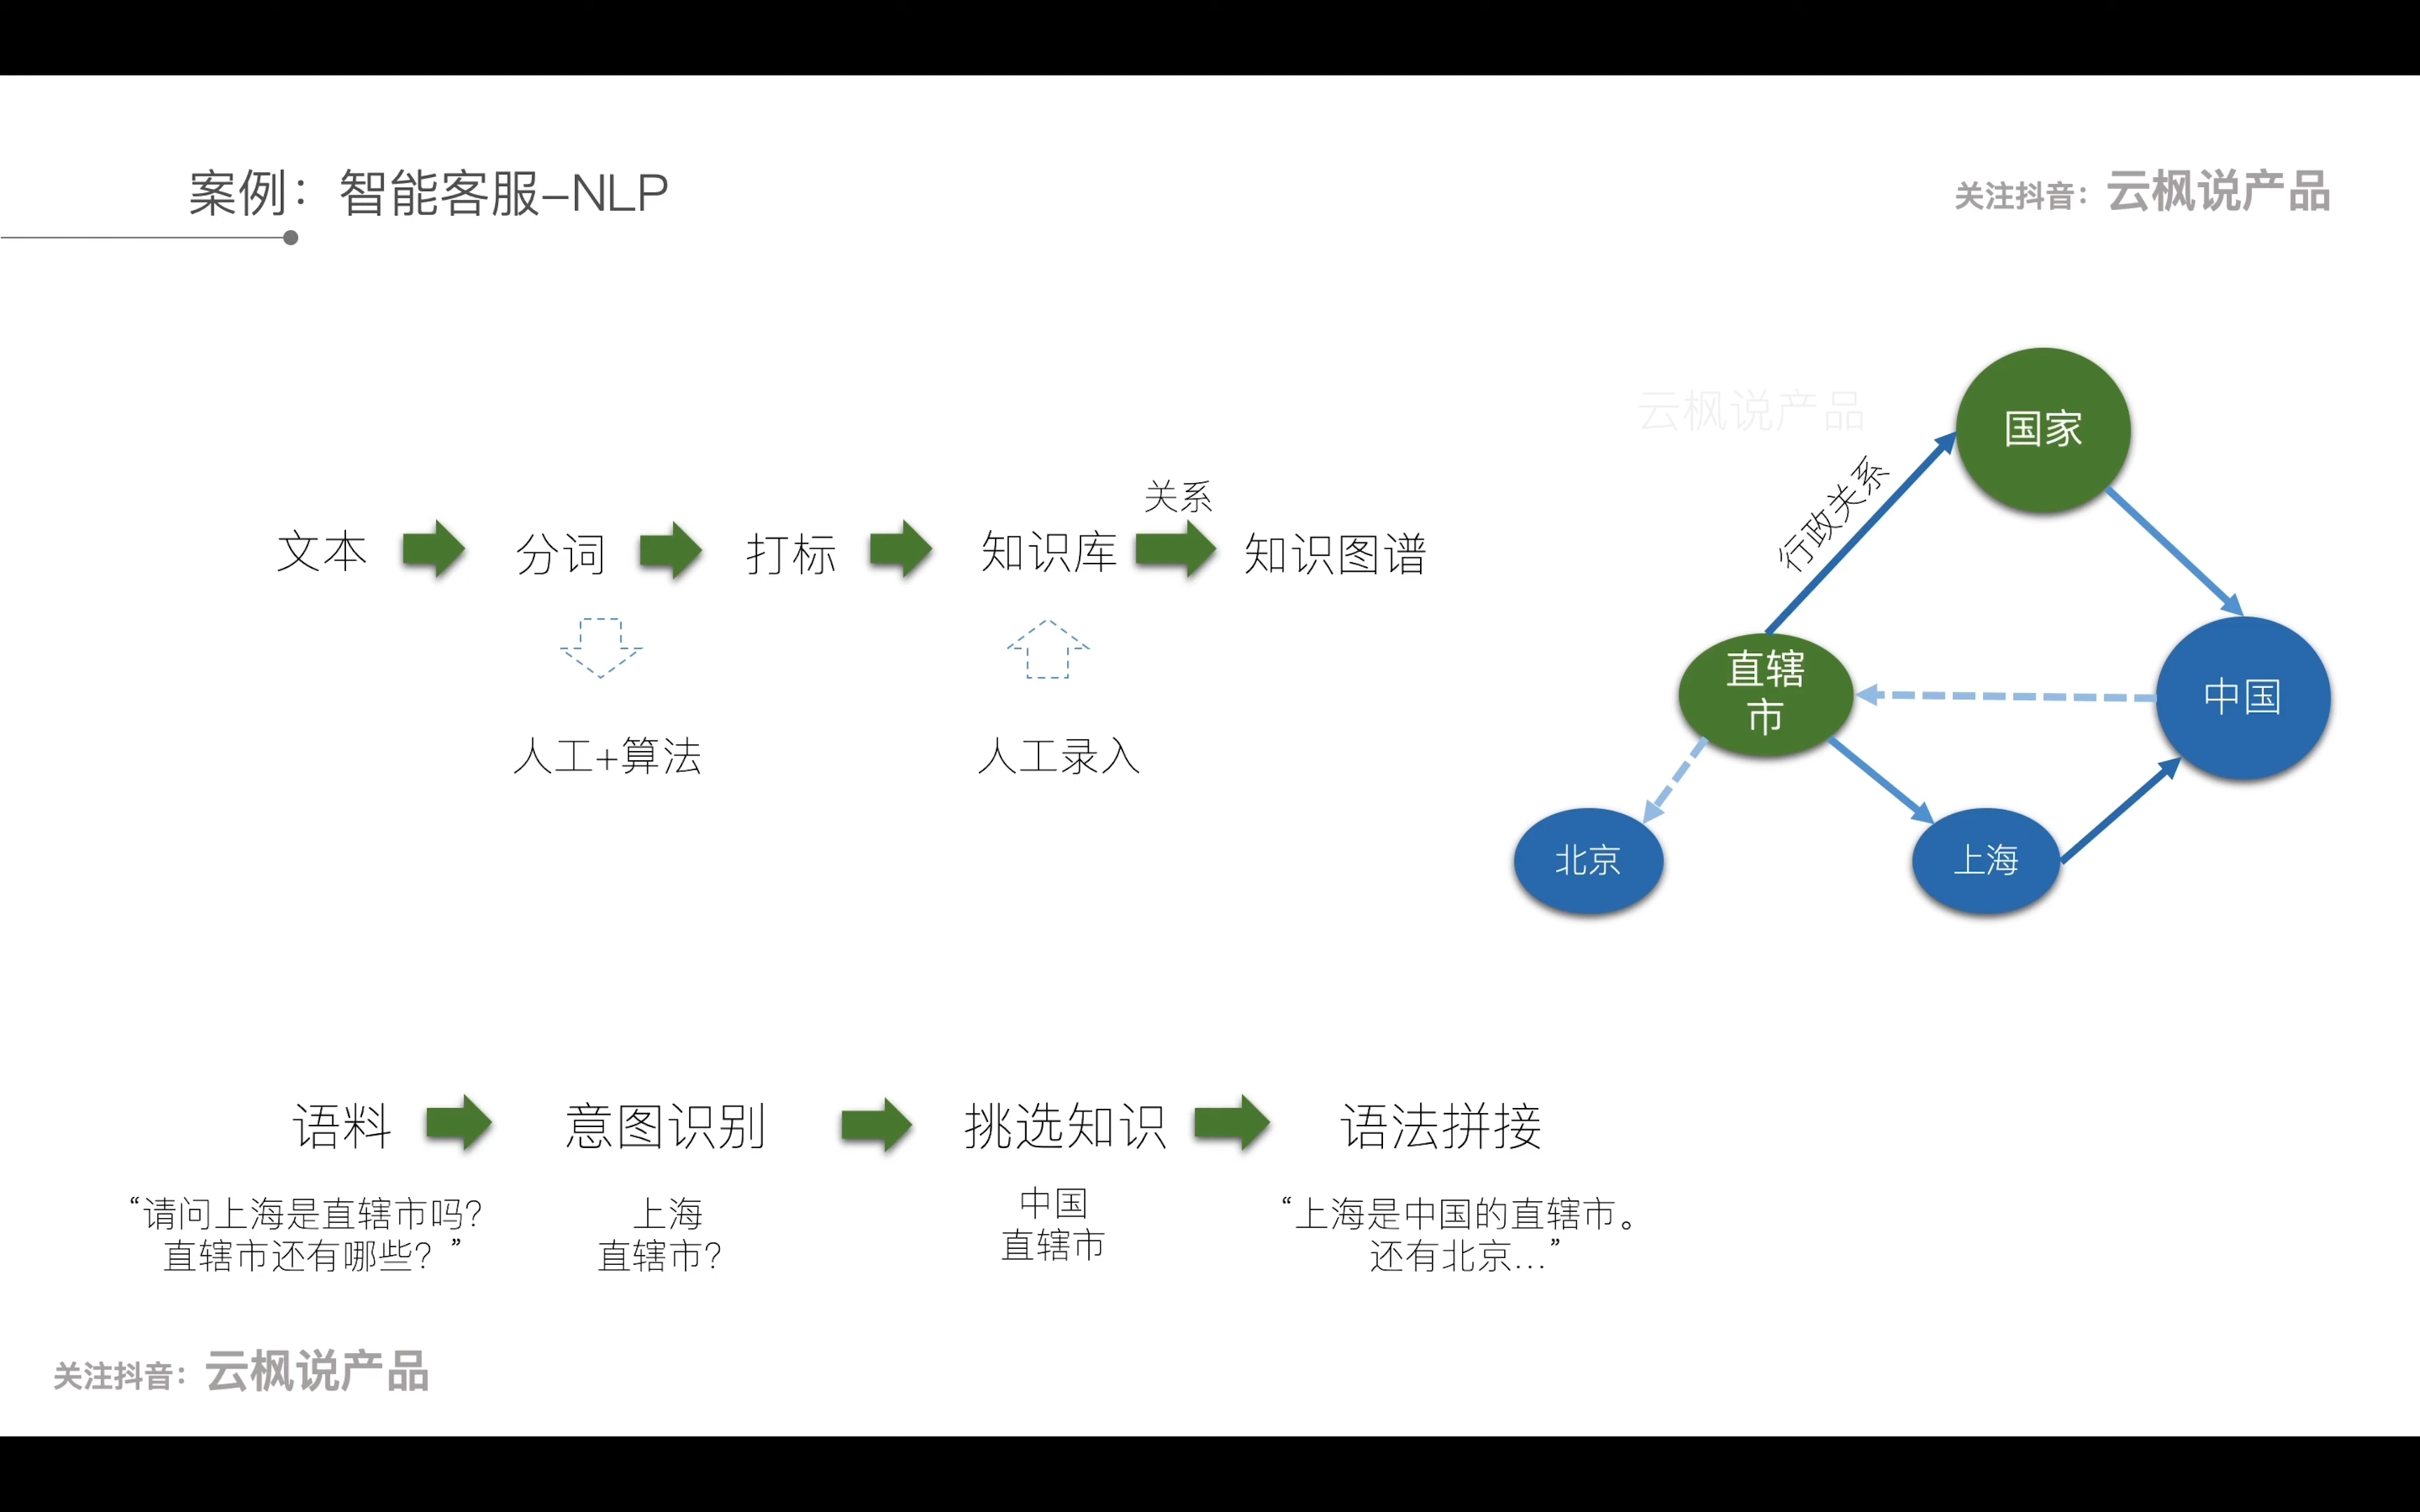 案例：智能客服-NLP
关注抖音：云枫说产品
云枫说产品
国家
行政关系
关系
文本
分词
打标
知识库
知识图谱
直辖
市
中国
人工+算法
人工录入
北京
上海
语料
意图识别
挑选知识
语法拼接
“请问上海是直辖市吗？
直辖市还有哪些？”
上海
直辖市？
中国
直辖市
“上海是中国的直辖市。
还有北京...”
关注抖音：云枫说产品